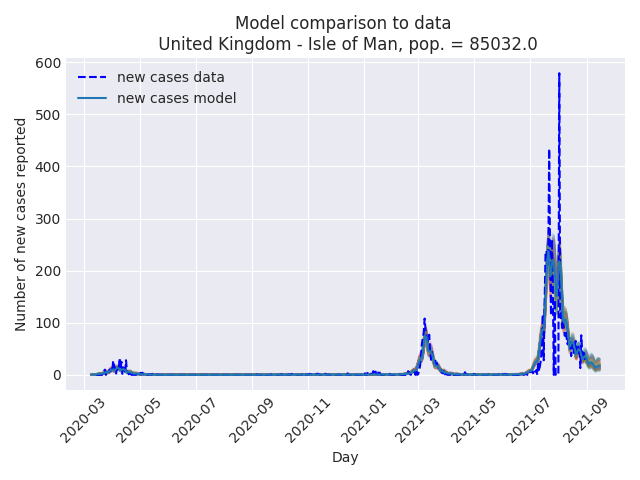 Model comparison to data
United Kingdom - Isle of Man, pop. = 85032.0
new cases data
new cases model
Number of new cases reported
600
500
400
300
200
100
0
2020-03
2020-05
2020-07
2020-09
2020-11
2021-01
2021-03
2021-05
2021-07
2021-09
Day